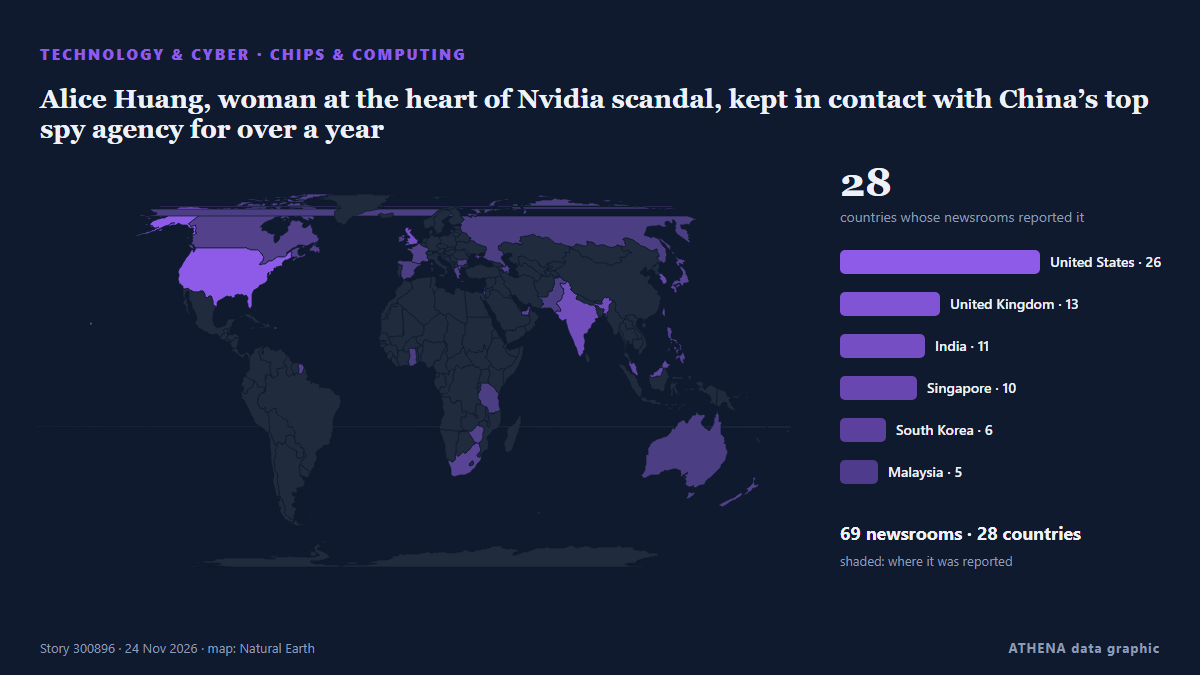 TECHNOLOGY & CYBER · CHIPS & COMPUTING
Alice Huang, woman at the heart of Nvidia scandal, kept in contact with China’s top
spy agency for over a year
28
countries whose newsrooms reported it
United States · 26
United Kingdom · 13
India · 11
Singapore · 10
South Korea · 6
Malaysia · 5
69 newsrooms · 28 countries
shaded: where it was reported
Story 300896 · 24 Nov 2026 · map: Natural Earth
ATHENA data graphic